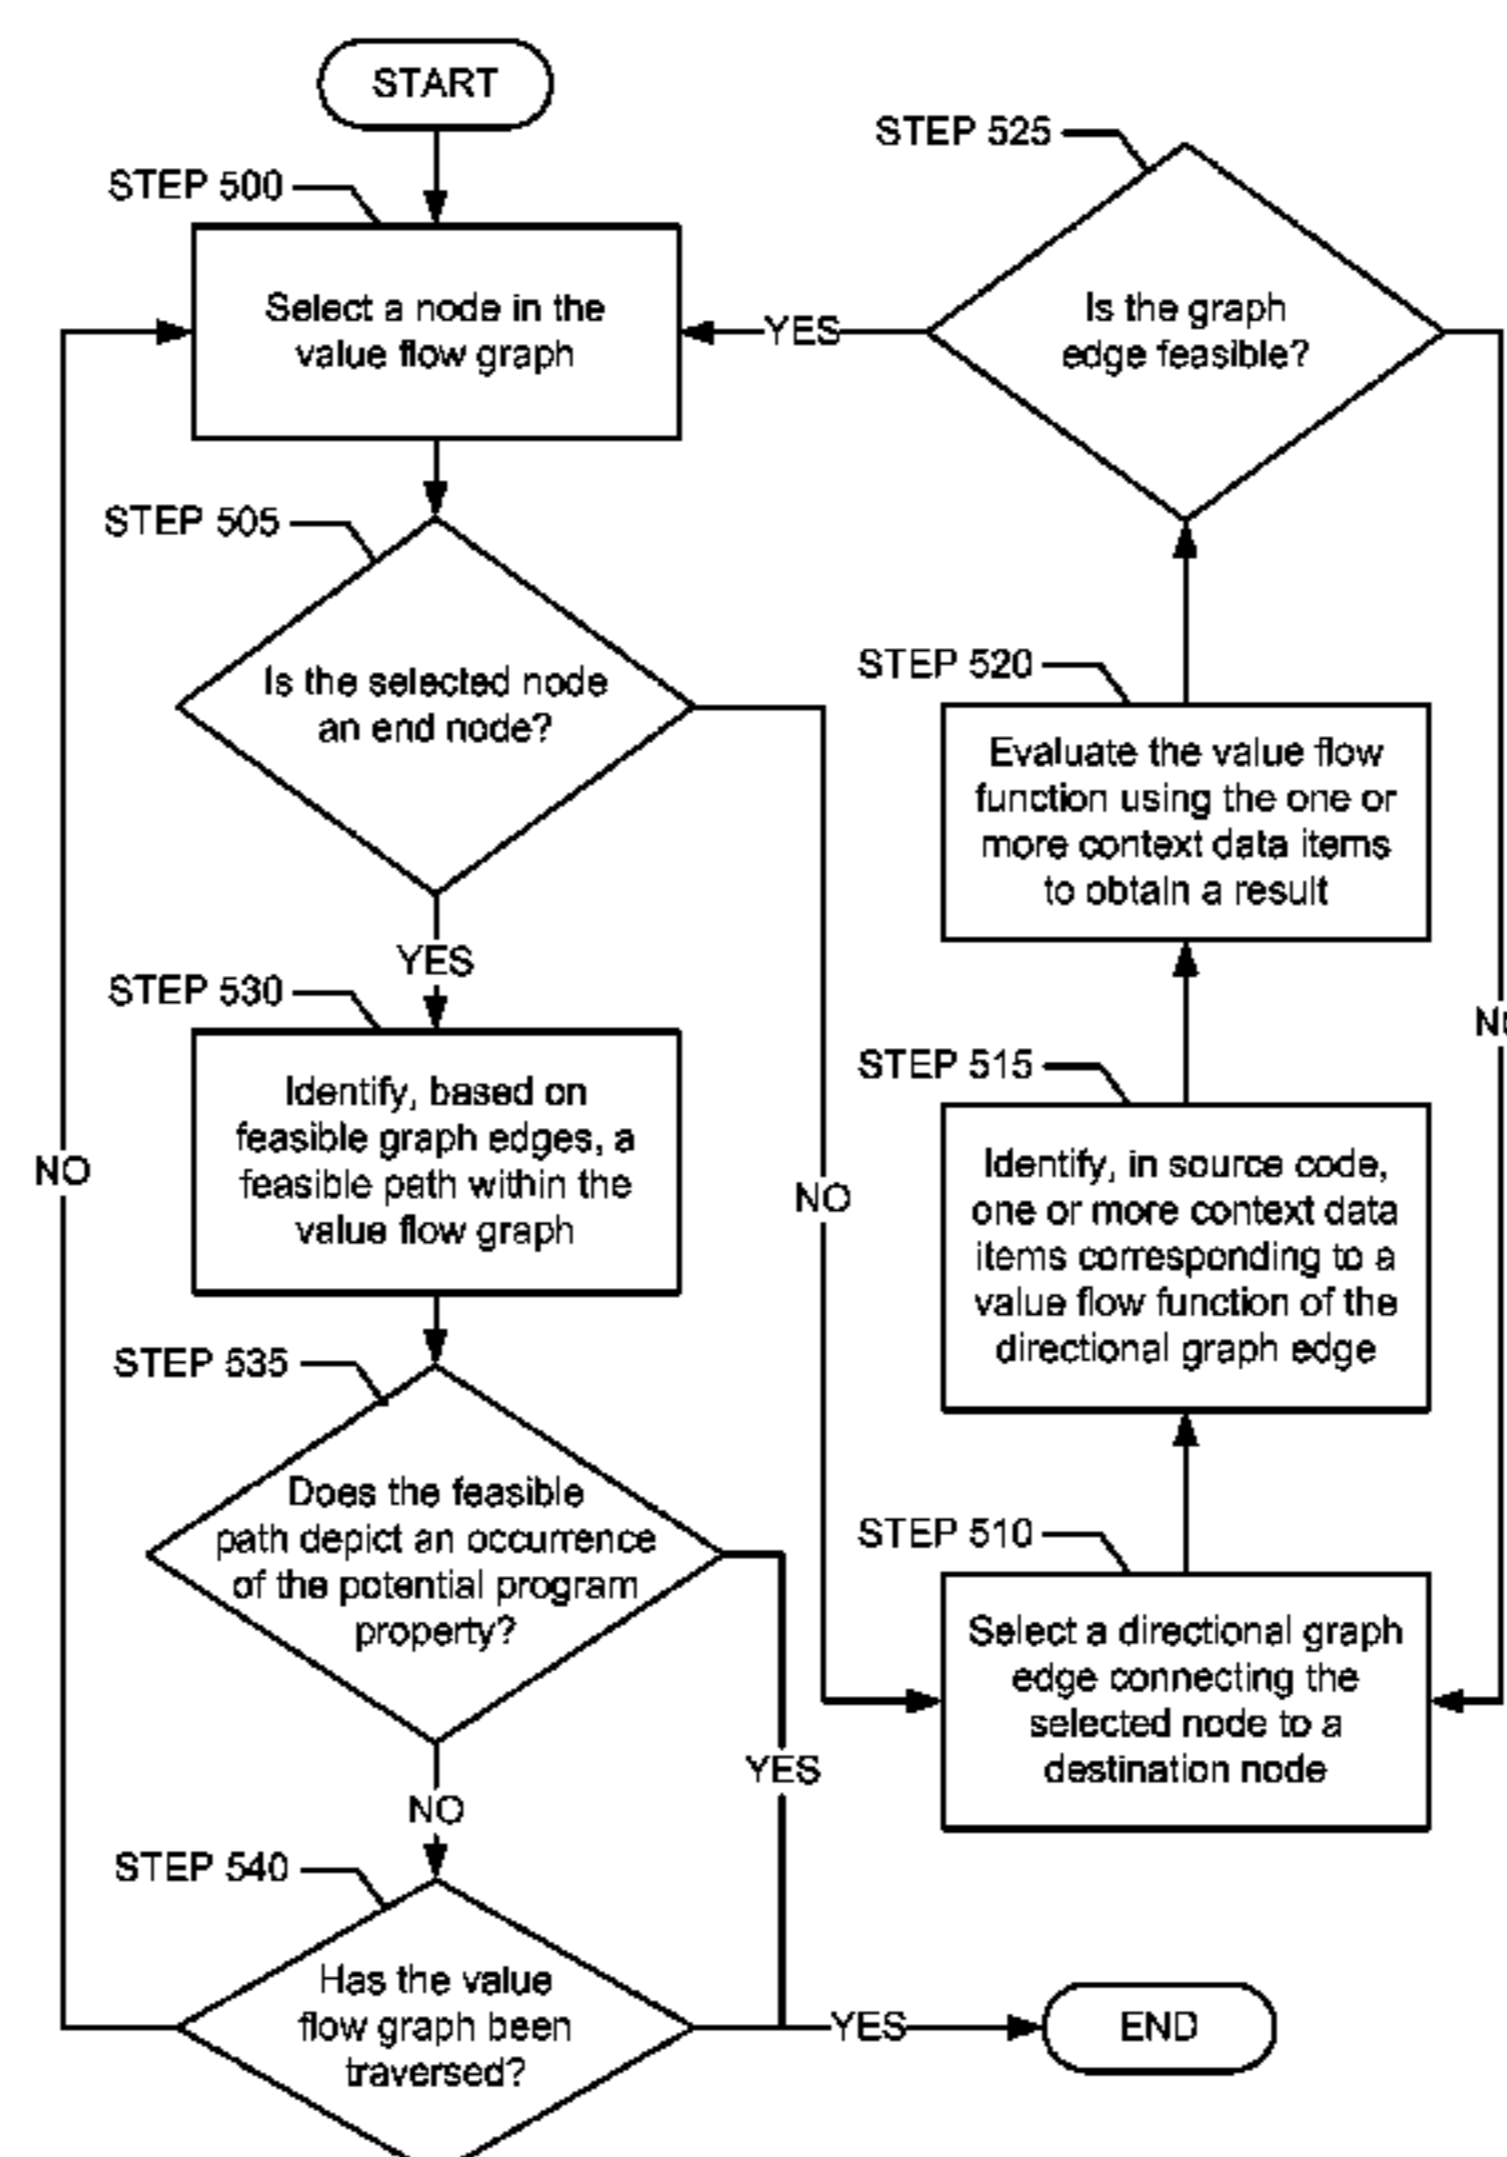 START
STEP 500
Select a node in the
value flow graph
STEP 505
Is the selected node
an end node?
YES
STEP 530
Identify, based on
feasible graph edges, a
feasible path within the
value flow graph
NO
STEP 535
Does the feasible
path depict an occurrence
of the potential program
property?
YES
NO
STEP 540
Has the value
flow graph been
traversed?
YES
END
NO
STEP 510
Select a directional graph
edge connecting the
selected node to a
destination node
STEP 515
Identify, in source code,
one or more context data
items corresponding to a
value flow function of the
directional graph edge
STEP 520
Evaluate the value flow
function using the one or
more context data items
to obtain a result
STEP 525
Is the graph
edge feasible?
YES